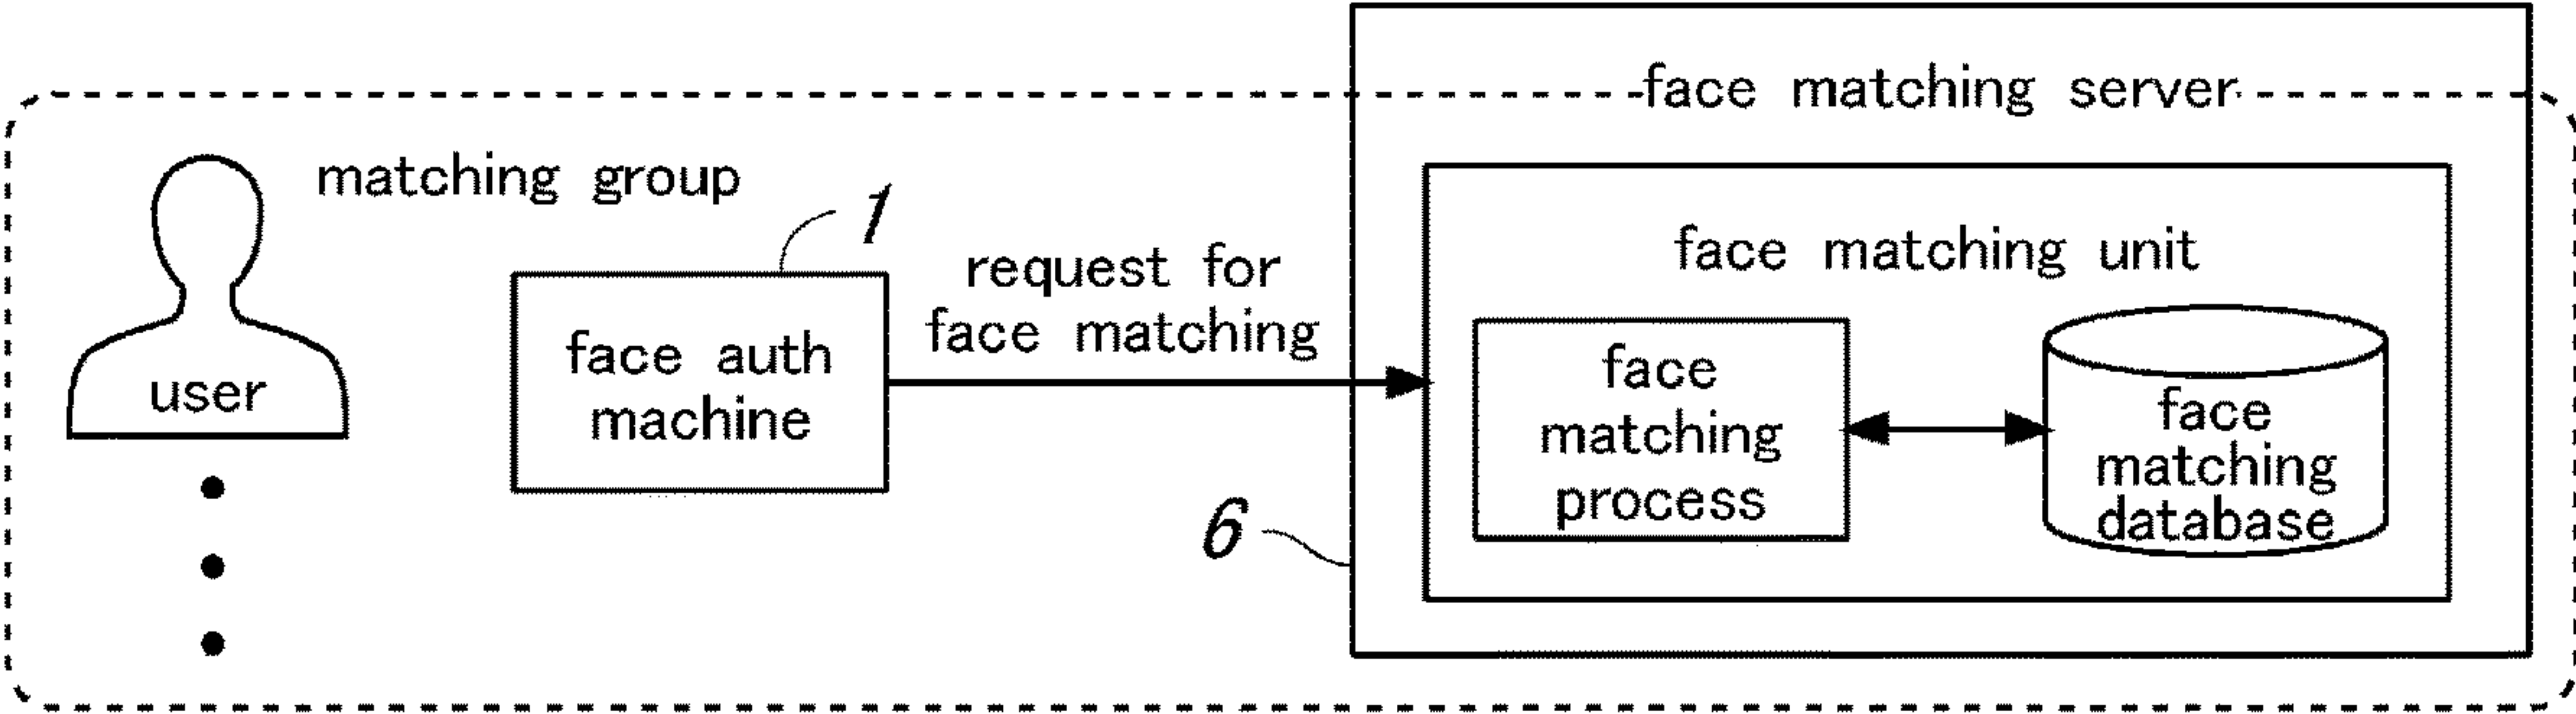 face matching server
matching group
1
request for
face matching
face matching unit
user
face auth
machine
face
matching
process
face
matching
database
6